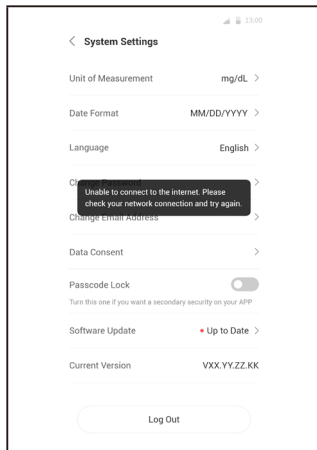 13:00
System Settings
Unit of Measurement mg/dL
Date Format MM/DD/YYYY
Language English
Change Password
Unable to connect to the internet. Please
check your network connection and try again.
Change Email Address
Data Consent
Passcode Lock
Turn this one if you want a secondary security on your APP
Software Update Up to Date
Current Version VXX.YY.ZZ.KK
Log Out